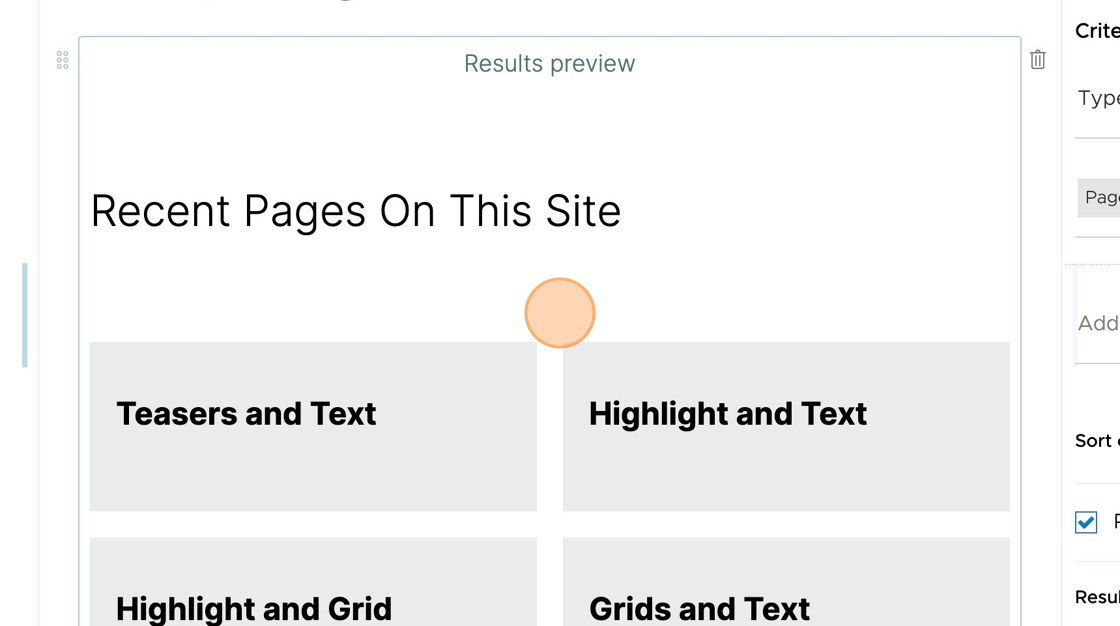 Results preview
Recent Pages On This Site
Teasers and Text
Highlight and Text
Highlight and Grid
Grids and Text
Crite
Type
Page
Add
Sort
Resul